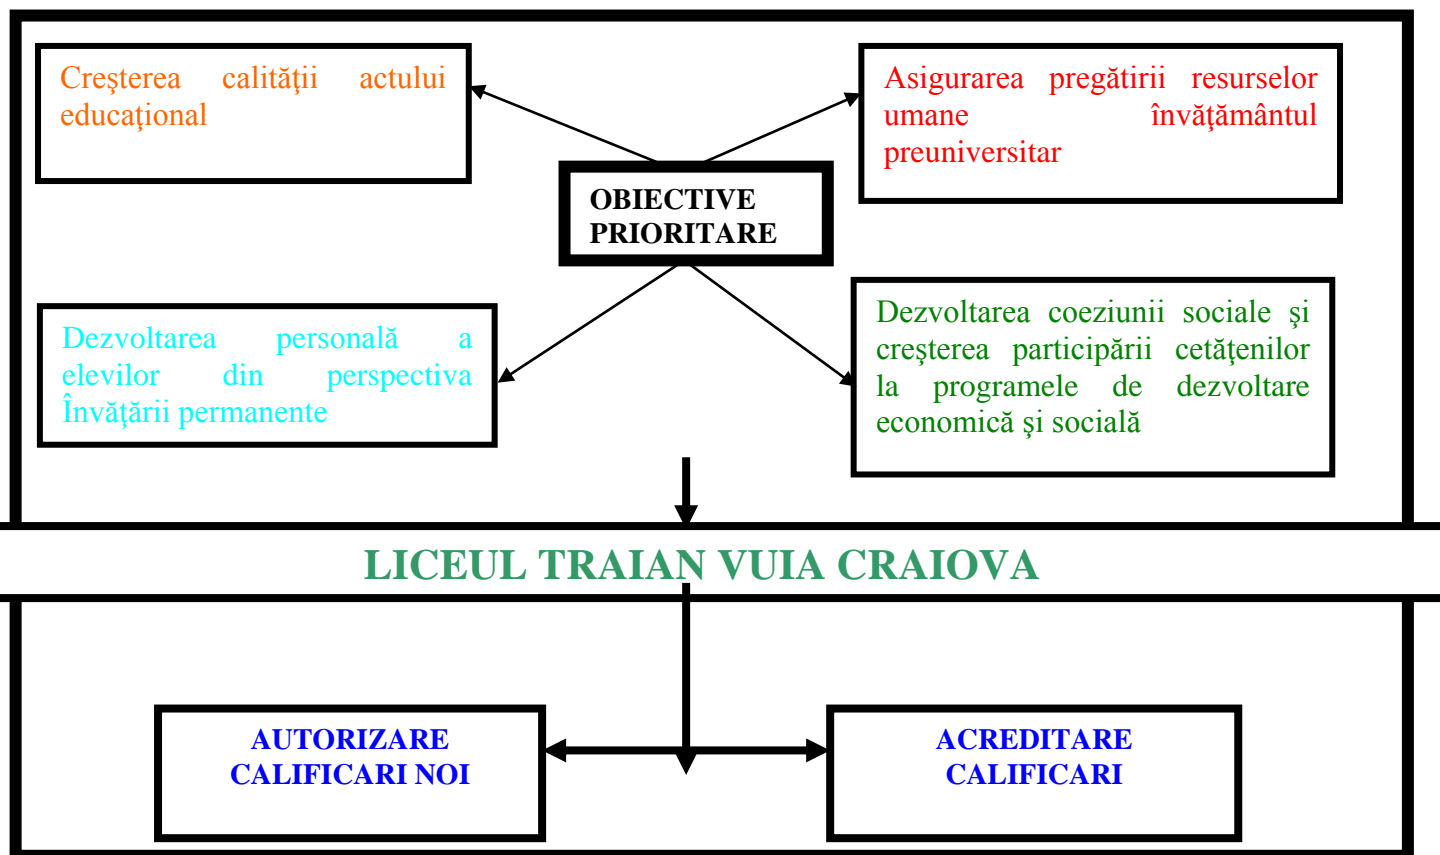 Creşterea calităţii actului
educaţional
Asigurarea pregătirii resurselor
umane învăţământul
preuniversitar
OBIECTIVE
PRIORITARE
Dezvoltarea personală a
elevilor din perspectiva
Învăţării permanente
Dezvoltarea coeziunii sociale şi
creşterea participării cetăţenilor
la programele de dezvoltare
economică şi socială
LICEUL TRAIAN VUIA CRAIOVA
AUTORIZARE
CALIFICARI NOI
ACREDITARE
CALIFICARI